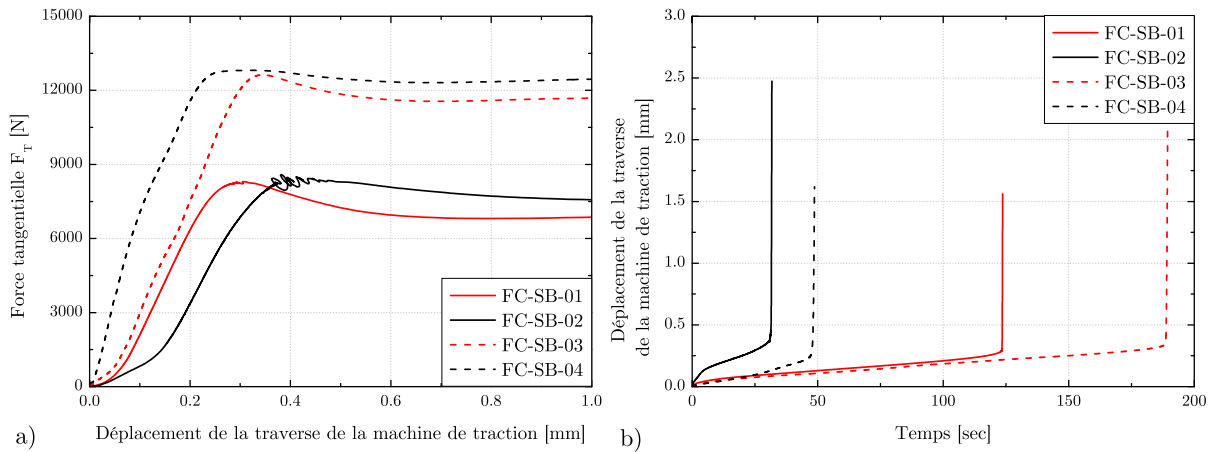 15000
12000
9000
6000
3000
0
Force tangentielle F_T [N]
FC-SB-01
FC-SB-02
FC-SB-03
FC-SB-04
0.0 0.2 0.4 0.6 0.8 1.0
Déplacement de la traverse de la machine de traction [mm]
a)
3.0
2.5
2.0
1.5
1.0
0.5
0.0
Déplacement de la traverse
de la machine de traction [mm]
FC-SB-01
FC-SB-02
FC-SB-03
FC-SB-04
0 50 100 150 200
Temps [sec]
b)